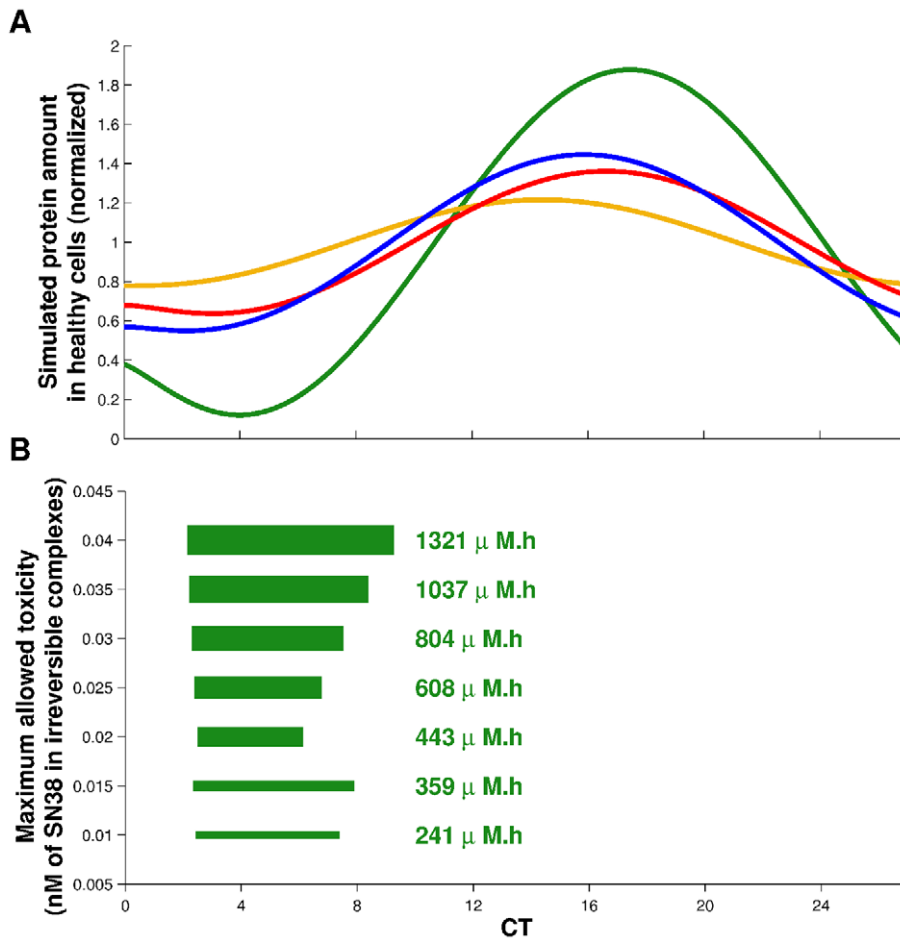 A
Simulated protein amount
in healthy cells (normalized)
2
1.8
1.6
1.4
1.2
1
0.8
0.6
0.4
0.2
0
B
Maximum allowed toxicity
(nM of SN38 in irreversible complexes)
0.045
0.04
0.035
0.03
0.025
0.02
0.015
0.01
0.005
1321 μ M.h
1037 μ M.h
804 μ M.h
608 μ M.h
443 μ M.h
359 μ M.h
241 μ M.h
0 4 8 12 16 20 24
CT